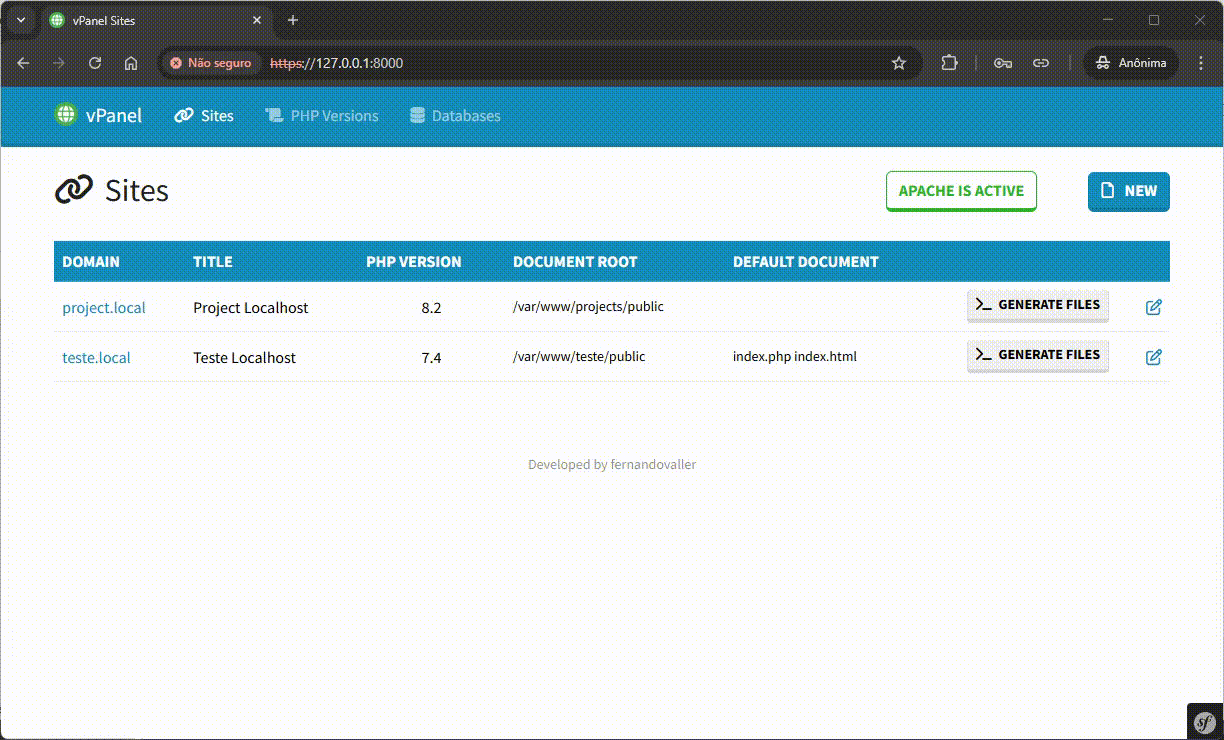 vPanel Sites
Não seguro https://127.0.0.1:8000 Anônima
vPanel Sites PHP Versions Databases
Sites APACHE IS ACTIVE NEW
DOMAIN TITLE PHP VERSION DOCUMENT ROOT DEFAULT DOCUMENT
project.local Project Localhost 8.2 /var/www/projects/public GENERATE FILES
teste.local Teste Localhost 7.4 /var/www/teste/public index.php index.html GENERATE FILES
Developed by fernandovaller
sf